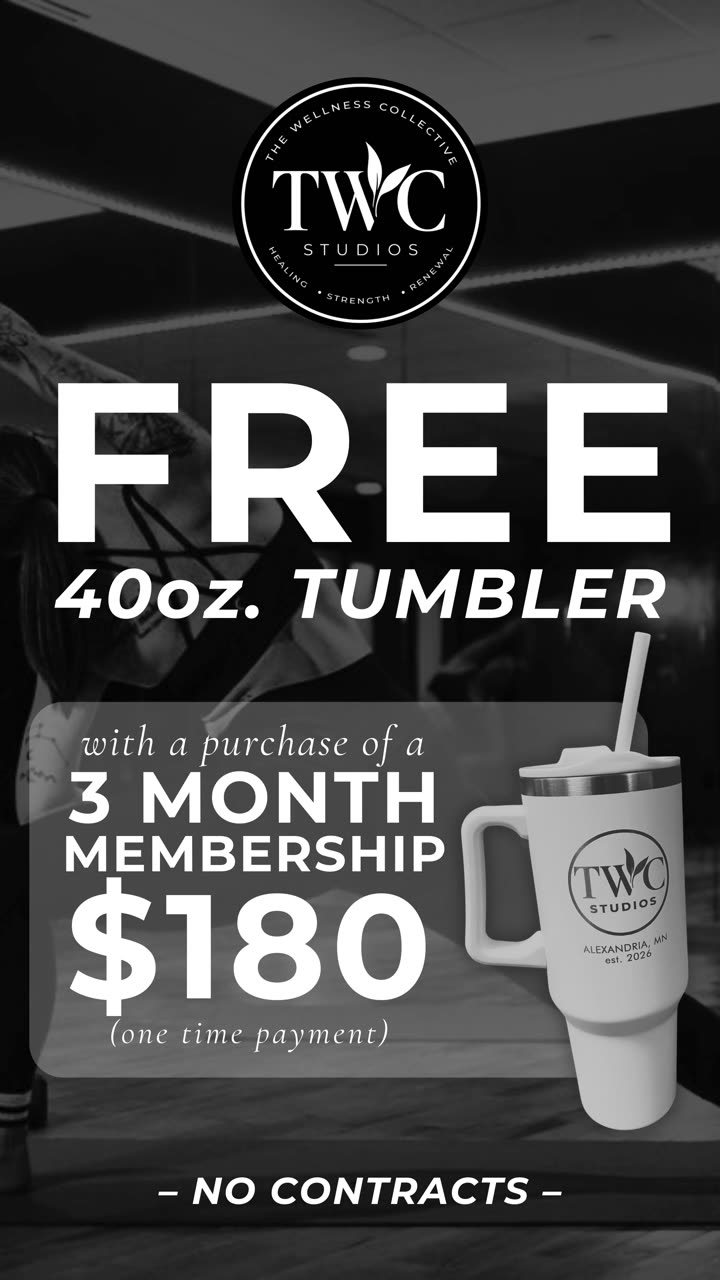 THE WELLNESS COLLECTIVE
TWC
STUDIOS
HEALING • STRENGTH • RENEWAL
FREE
40oz. TUMBLER
with a purchase of a
3 MONTH
MEMBERSHIP
$180
(one time payment)
TWC
STUDIOS
ALEXANDRIA, MN
est. 2026
– NO CONTRACTS –